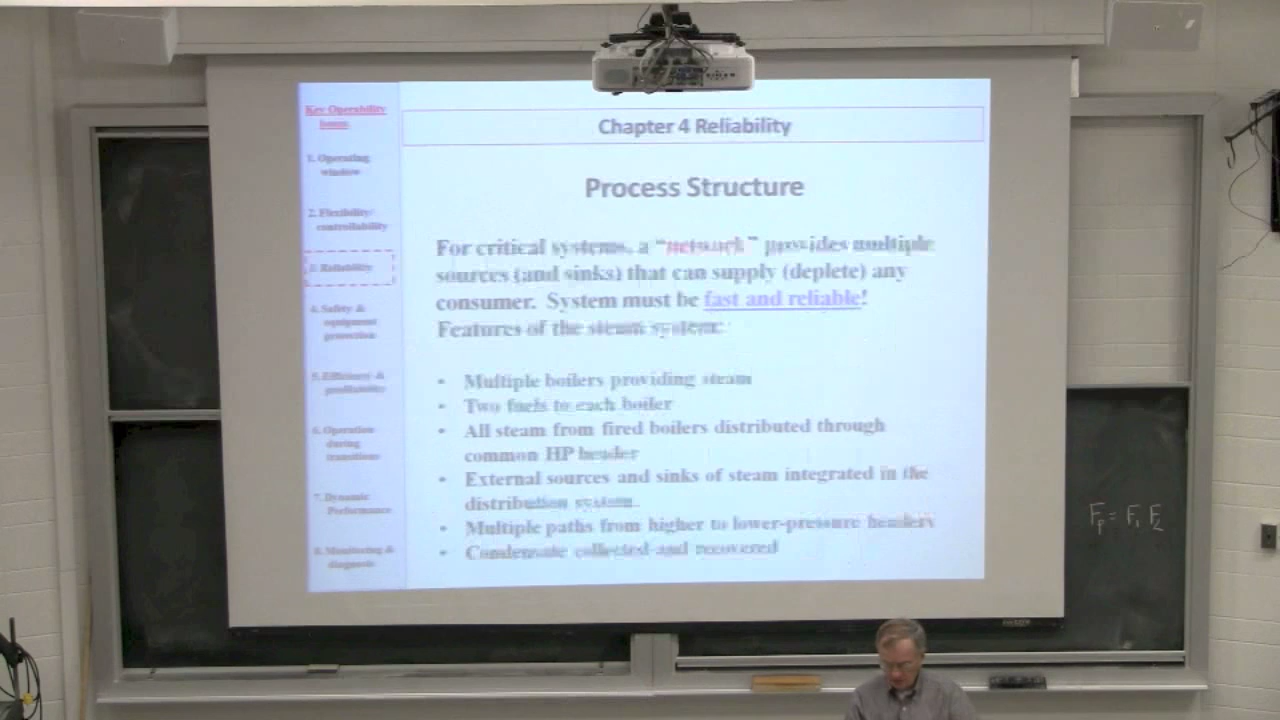 Key Operability
Issues
1. Operating
window
2. Flexibility/
controllability
3. Reliability
4. Safety &
equipment
protection
5. Efficiency &
profitability
6. Operation
during
transitions
7. Dynamic
Performance
8. Monitoring &
diagnosis
Chapter 4 Reliability
Process Structure
For critical systems, a “network” provides multiple
sources (and sinks) that can supply (deplete) any
consumer. System must be fast and reliable!
Features of the steam system:
• Multiple boilers providing steam
• Two fuels to each boiler
• All steam from fired boilers distributed through
common HP header
• External sources and sinks of steam integrated in the
distribution system.
• Multiple paths from higher to lower-pressure headers
• Condensate collected and recovered
Fp = F1 F2